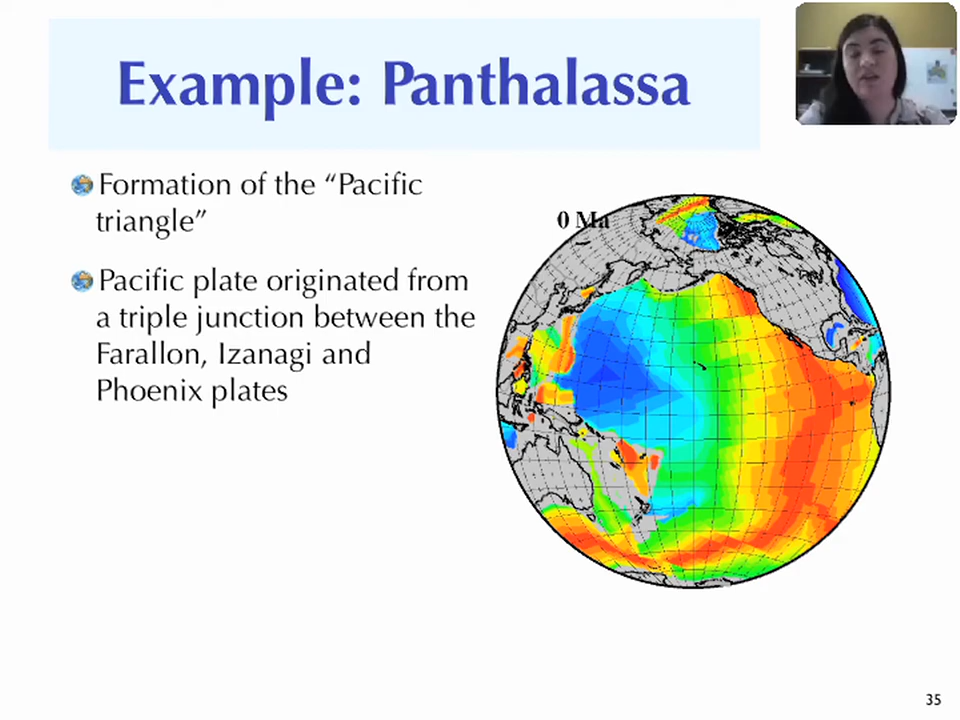 Example: Panthalassa
Formation of the “Pacific
triangle”
Pacific plate originated from
a triple junction between the
Farallon, Izanagi and
Phoenix plates
0 Ma
35